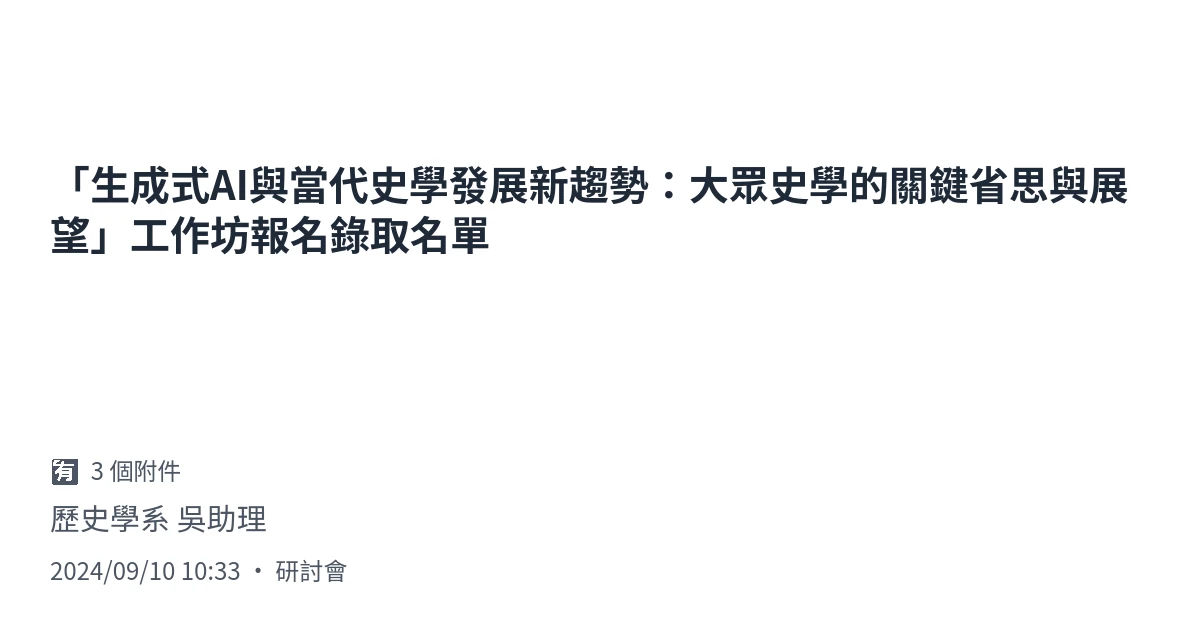 「生成式AI與當代史學發展新趨勢：大眾史學的關鍵省思與展
望」工作坊報名錄取名單
有 3 個附件
歷史學系 吳助理
2024/09/10 10:33 • 研討會